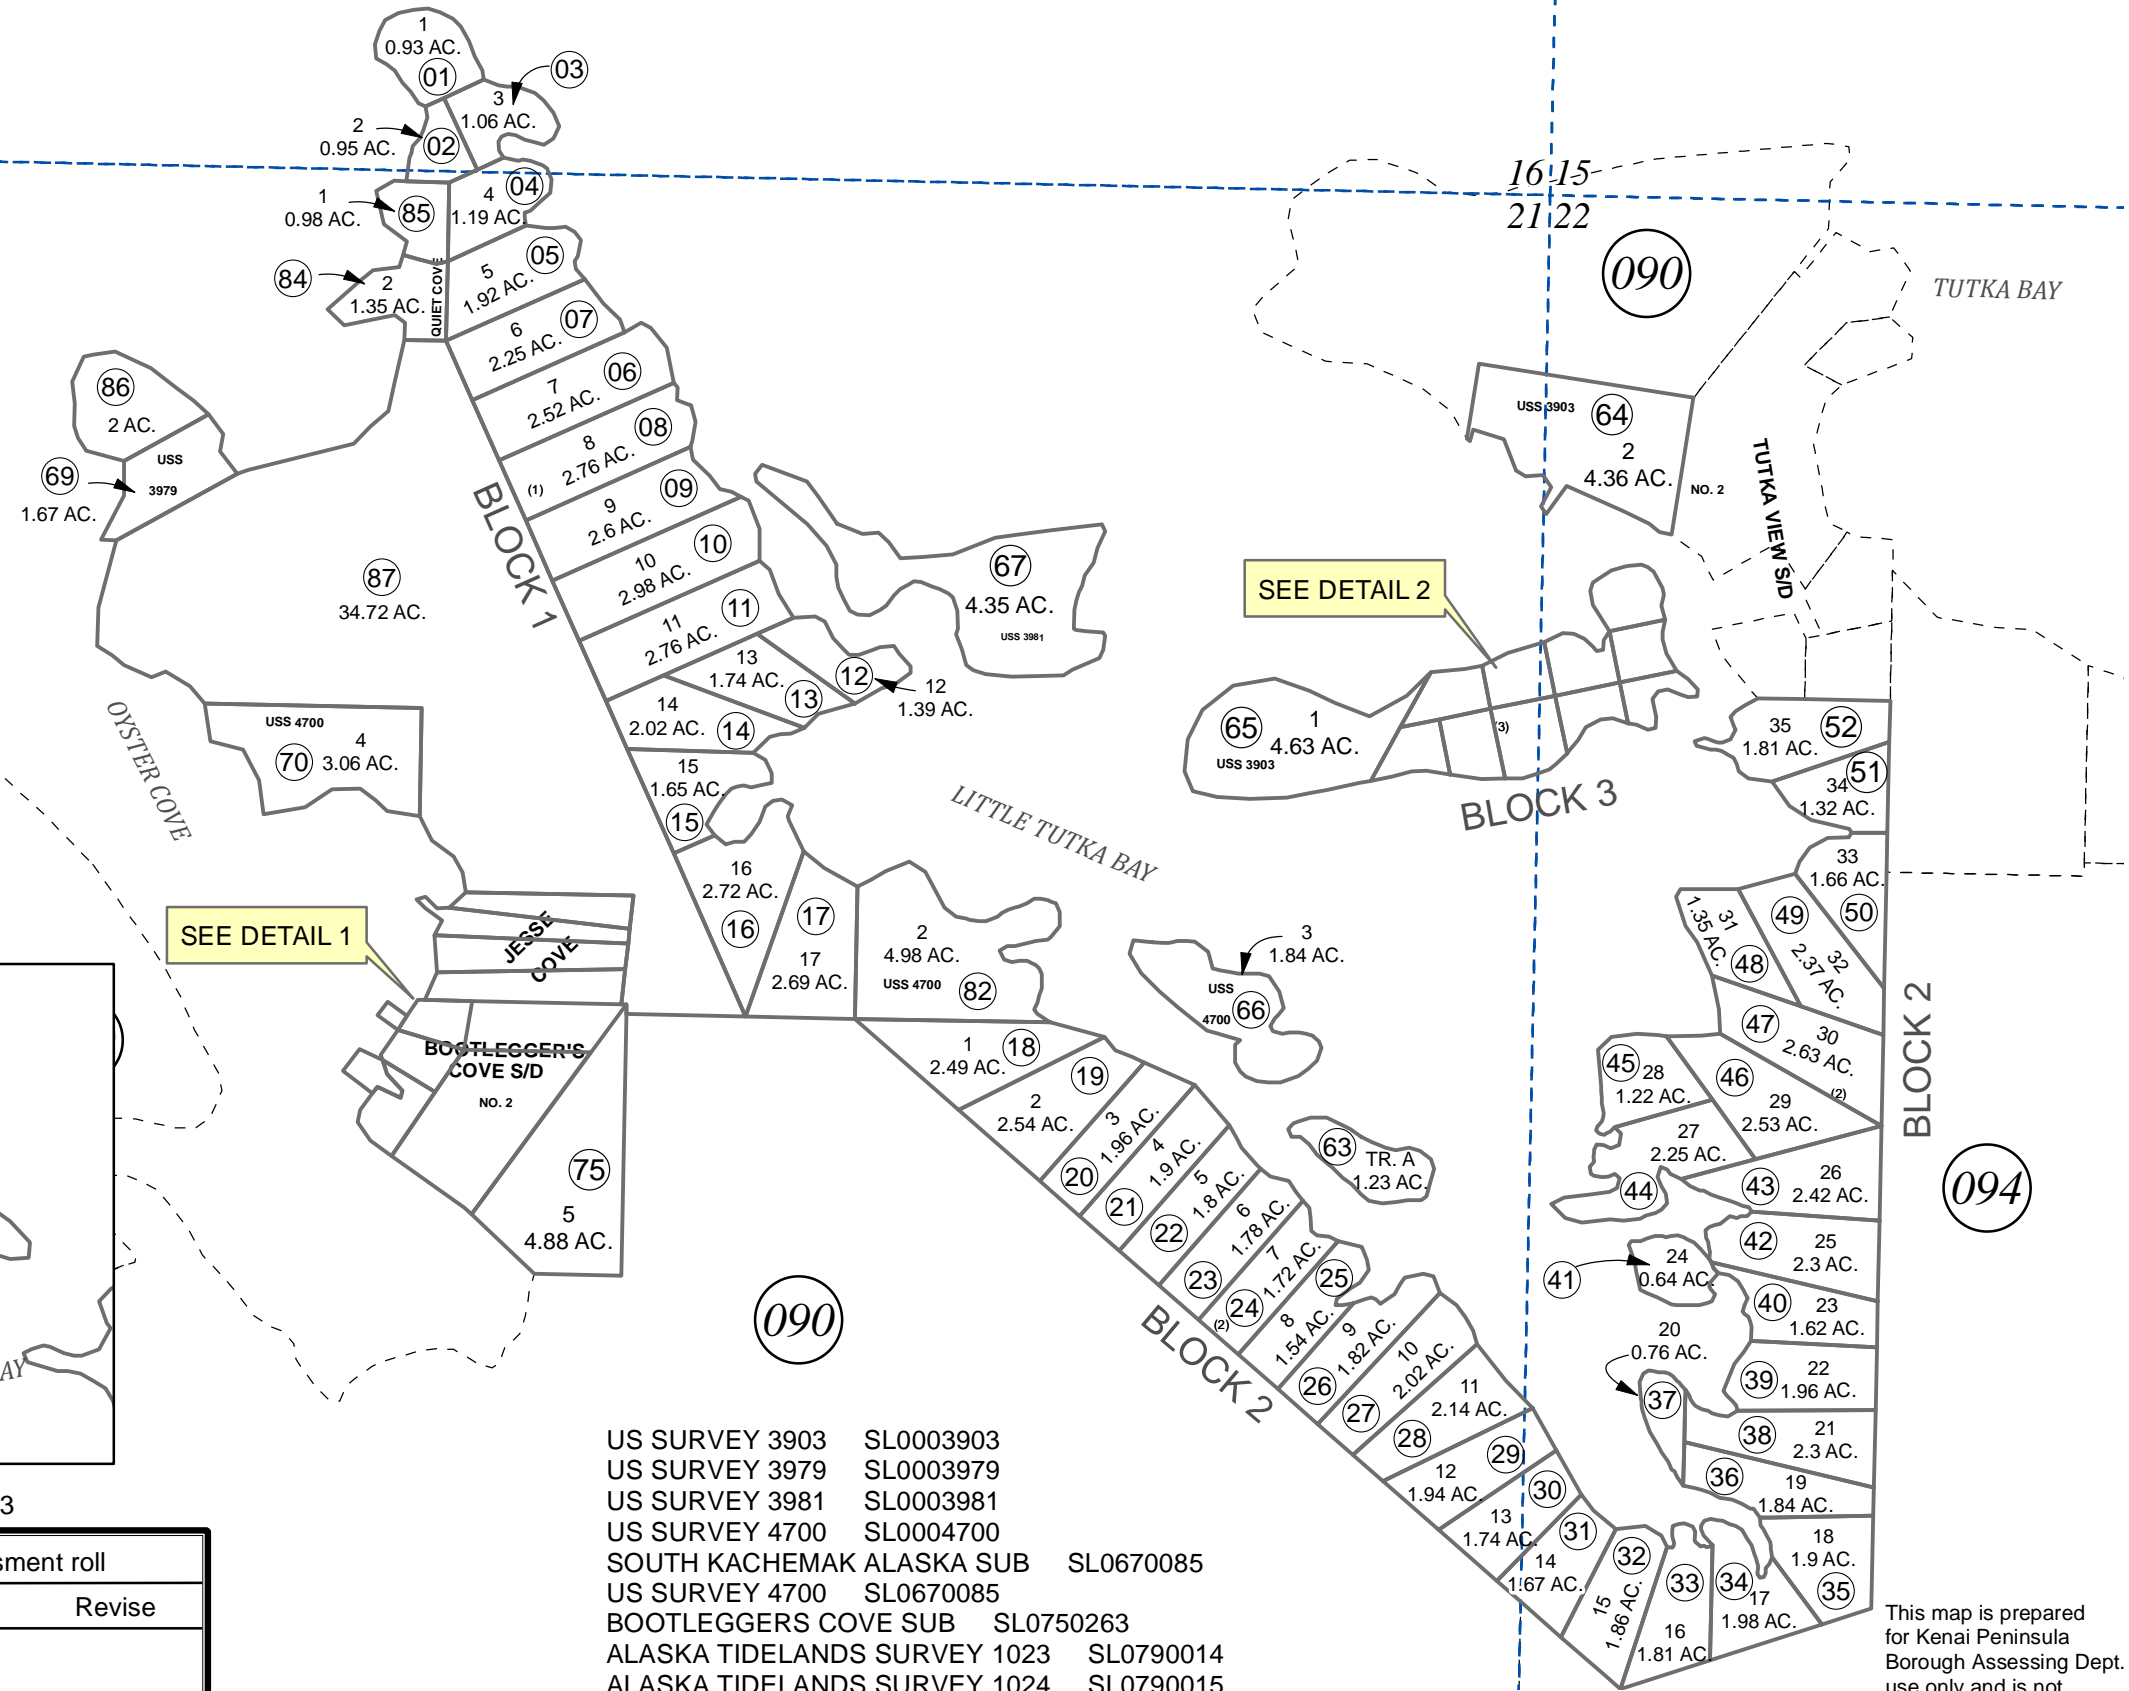 1
0.93 AC.
01
03
3
1.06 AC.
2
0.95 AC.
02
16 15
21 22
1
0.98 AC.
85
4
04
1.19 AC.
84
2
1.35 AC.
QUIET COVE
5
05
1.92 AC.
6
07
2.25 AC.
7
06
2.52 AC.
8
08
2.76 AC.
(1)
9
09
2.6 AC.
10
10
2.98 AC.
11
11
2.76 AC.
BLOCK 1
090
TUTKA BAY
86
2 AC.
USS
3979
69
1.67 AC.
87
34.72 AC.
USS 3903
64
2
4.36 AC.
NO. 2
TUTKA VIEW S/D
67
4.35 AC.
USS 3981
SEE DETAIL 2
13
1.74 AC.
13
12
12
1.39 AC.
14
2.02 AC.
14
15
1.65 AC.
15
OYSTER COVE
USS 4700
70
4
3.06 AC.
65
1
4.63 AC.
USS 3903
(3)
BLOCK 3
35
1.81 AC.
52
51
34
1.32 AC.
LITTLE TUTKA BAY
16
2.72 AC.
16
17
17
2.69 AC.
2
4.98 AC.
USS 4700
82
3
1.84 AC.
USS
4700
66
33
1.66 AC.
50
49
32
2.37 AC.
31
1.35 AC.
48
47
30
2.63 AC.
(2)
BLOCK 2
SEE DETAIL 1
JESSE
COVE
BOOTLEGGER'S
COVE S/D
NO. 2
75
5
4.88 AC.
1
2.49 AC.
18
19
2
2.54 AC.
3
1.96 AC.
20
4
1.9 AC.
21
5
1.8 AC.
22
6
1.78 AC.
23
7
1.72 AC.
24
(2)
25
8
1.54 AC.
9
1.82 AC.
26
10
2.02 AC.
27
11
2.14 AC.
28
29
12
1.94 AC.
30
13
1.74 AC.
31
14
1.67 AC.
32
15
1.86 AC.
33
16
1.81 AC.
34
17
1.98 AC.
18
1.9 AC.
35
BLOCK 2
63
TR. A
1.23 AC.
45
28
1.22 AC.
46
29
2.53 AC.
27
2.25 AC.
44
43
26
2.42 AC.
42
25
2.3 AC.
41
24
0.64 AC.
40
23
1.62 AC.
20
0.76 AC.
37
39
22
1.96 AC.
38
21
2.3 AC.
36
19
1.84 AC.
094
090
AY
3
sment roll
Revise
US SURVEY 3903 SL0003903
US SURVEY 3979 SL0003979
US SURVEY 3981 SL0003981
US SURVEY 4700 SL0004700
SOUTH KACHEMAK ALASKA SUB SL0670085
US SURVEY 4700 SL0670085
BOOTLEGGERS COVE SUB SL0750263
ALASKA TIDELANDS SURVEY 1023 SL0790014
ALASKA TIDELANDS SURVEY 1024 SL0790015
This map is prepared
for Kenai Peninsula
Borough Assessing Dept.
use only and is not